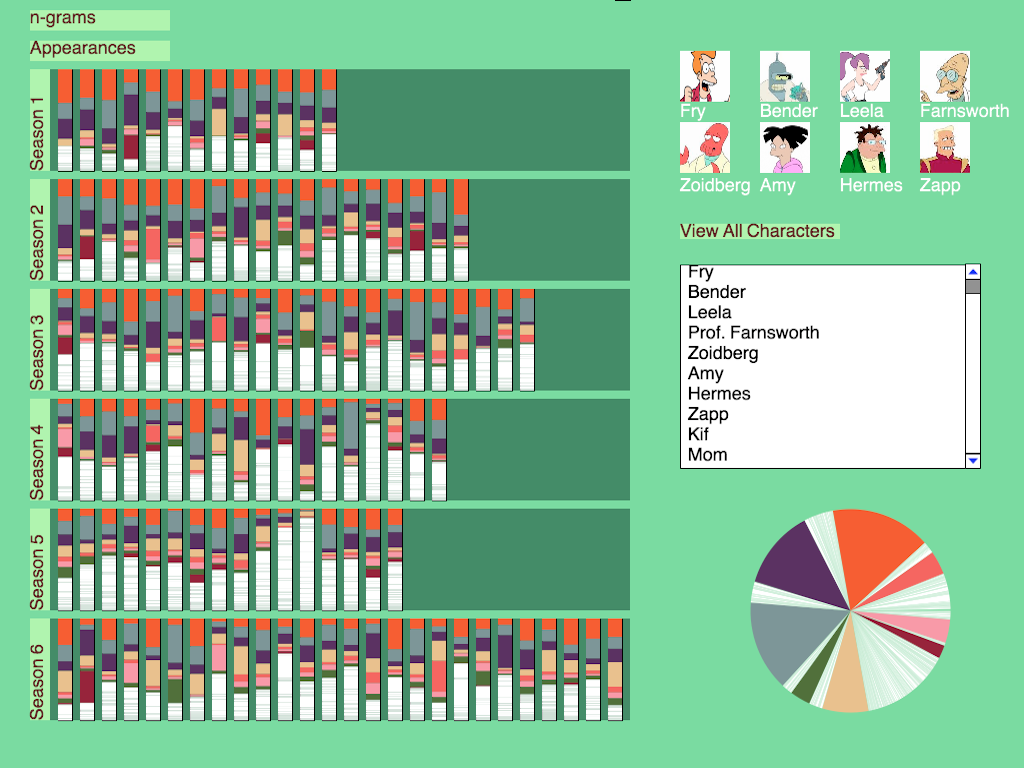 n-grams
Appearances
Season 1
Season 2
Season 3
Season 4
Season 5
Season 6
Fry Bender Leela Farnsworth
Zoidberg Amy Hermes Zapp
View All Characters
Fry
Bender
Leela
Prof. Farnsworth
Zoidberg
Amy
Hermes
Zapp
Kif
Mom